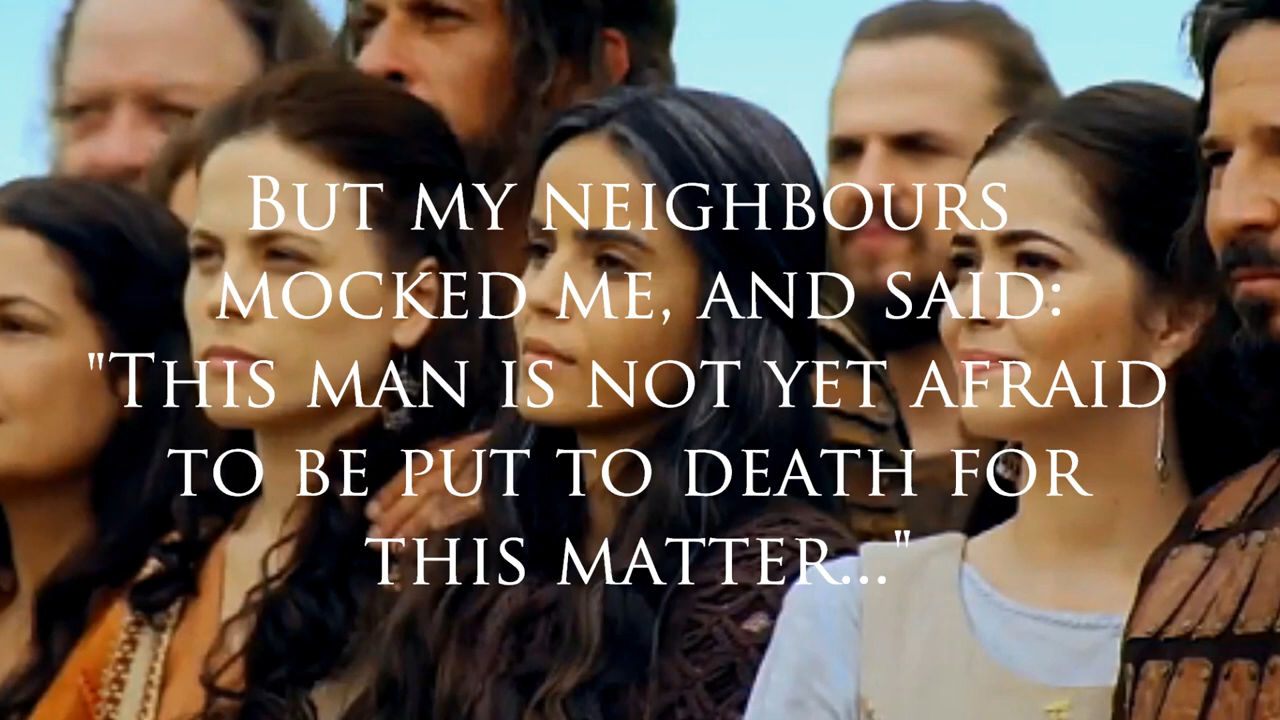 But my neighbours
mocked me, and said:
"This man is not yet afraid
to be put to death for
this matter..."